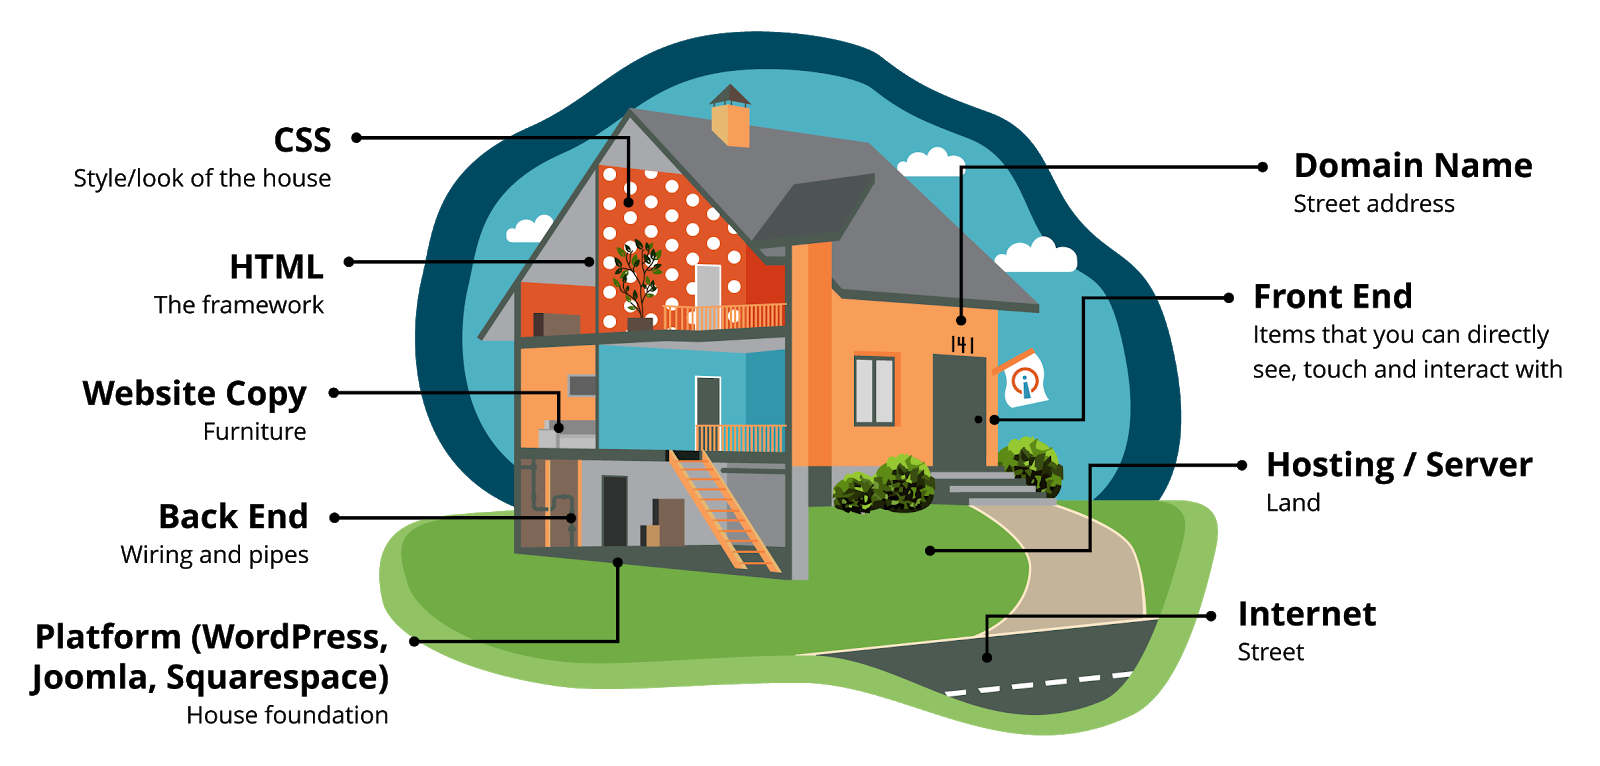 CSS
Style/look of the house
HTML
The framework
Website Copy
Furniture
Back End
Wiring and pipes
Platform (WordPress,
Joomla, Squarespace)
House foundation
Domain Name
Street address
Front End
Items that you can directly
see, touch and interact with
Hosting / Server
Land
Internet
Street
141
i